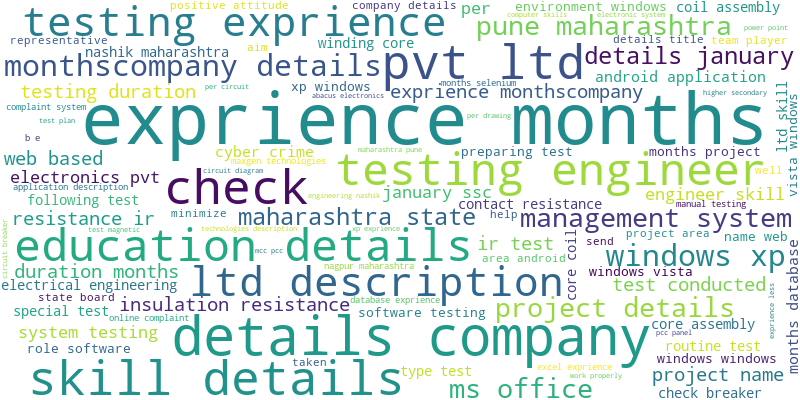 positive attitude
company details
per
environment windows
coil assembly
computer skills
electronic system
testing exprience
pune maharashtra
power point
representative
winding core
details title
team player
nashik maharashtra
aim
monthscompany details
pvt ltd
details january
android application
testing duration
xp windows
months selenium
per circuit
abacus electronics
exprience monthscompany
higher secondary
ltd skill
vista windows
complaint system
exprience months
test plan
per drawing
b e
cyber crime
maharashtra pune
preparing test
months project
web based
maxgen technologies
testing engineer
well
electronics pvt
circuit diagram
check
application description
january ssc
engineering nashik
engineer skill
following test
contact resistance
manual testing
resistance ir
minimize
maharashtra state
help
management system
test magnetic
technologies description
xp exprience
send
project area
name web
education details
ir test
core coil
circuit breaker
mcc pcc
area android
windows xp
duration months
nagpur maharashtra
ltd description
windows vista
months database
electrical engineering
test conducted
state board
insulation resistance
database exprience
project details
special test
online complaint
software testing
core assembly
exprience less
system testing
details company
pcc panel
role software
routine test
taken
windows windows
skill details
type test
excel exprience
work properly
project name
ms office
check breaker